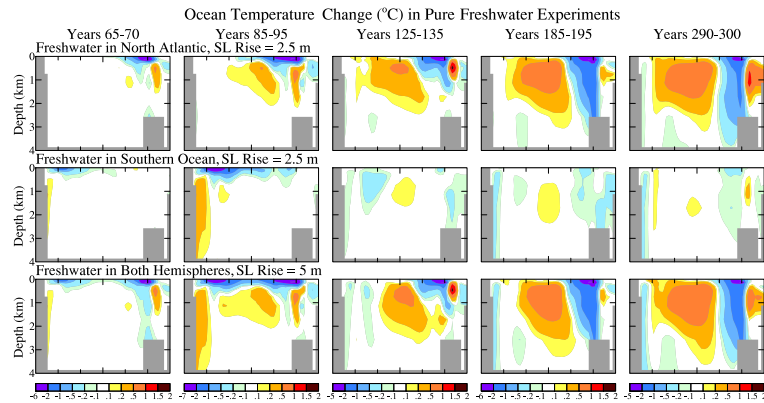 Ocean Temperature Change (°C) in Pure Freshwater Experiments
Years 65-70 Years 85-95 Years 125-135 Years 185-195 Years 290-300
Freshwater in North Atlantic, SL Rise = 2.5 m
0
1
Depth (km)
2
3
4
Freshwater in Southern Ocean, SL Rise = 2.5 m
0
1
Depth (km)
2
3
4
Freshwater in Both Hemispheres, SL Rise = 5 m
0
1
Depth (km)
2
3
4
-6 -2 -1 -.5 -.2 -.1 .1 .2 .5 1 1.5 2 -7 -2 -1 -.5 -.2 -.1 .1 .2 .5 1 1.5 2 -5 -2 -1 -.5 -.2 -.1 .1 .2 .5 1 1.5 2 -5 -2 -1 -.5 -.2 -.1 .1 .2 .5 1 1.5 2 -5 -2 -1 -.5 -.2 -.1 .1 .2 .5 1 1.5 2